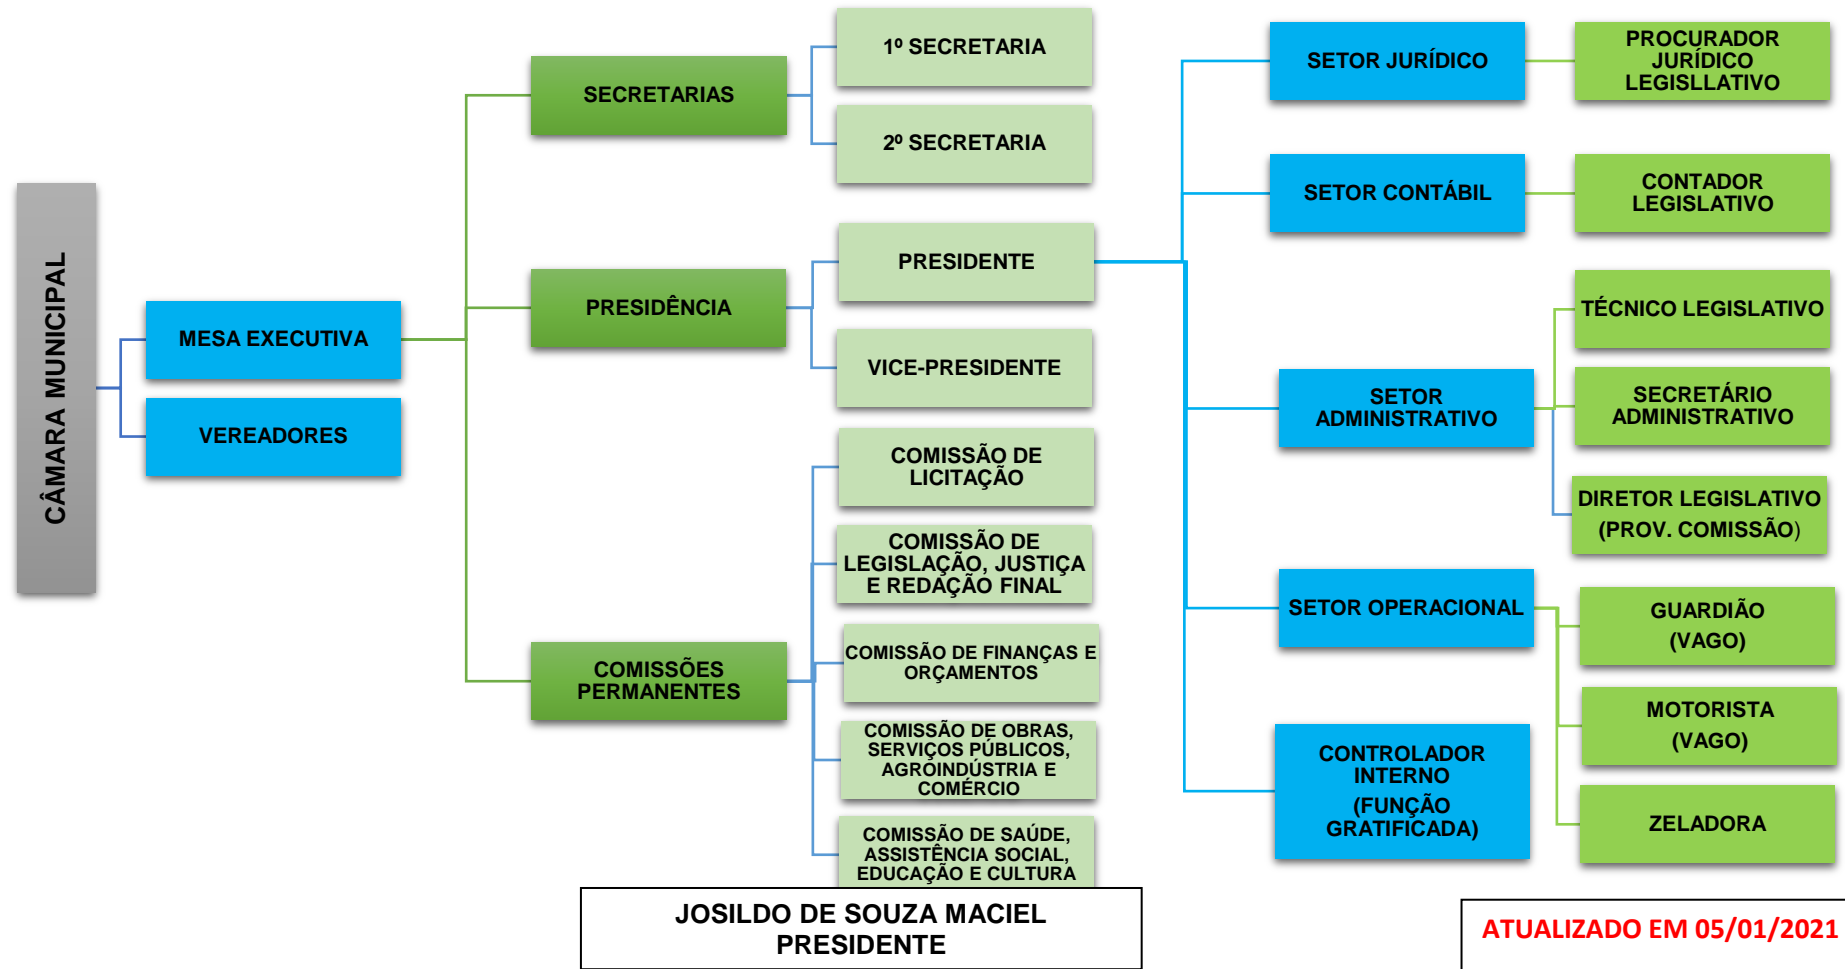 CÂMARA MUNICIPAL
MESA EXECUTIVA
VEREADORES
SECRETARIAS
PRESIDÊNCIA
COMISSÕES
PERMANENTES
1º SECRETARIA
2º SECRETARIA
PRESIDENTE
VICE-PRESIDENTE
COMISSÃO DE
LICITAÇÃO
COMISSÃO DE
LEGISLAÇÃO, JUSTIÇA
E REDAÇÃO FINAL
COMISSÃO DE FINANÇAS E
ORÇAMENTOS
COMISSÃO DE OBRAS,
SERVIÇOS PÚBLICOS,
AGROINDÚSTRIA E
COMÉRCIO
COMISSÃO DE SAÚDE,
ASSISTÊNCIA SOCIAL,
EDUCAÇÃO E CULTURA
SETOR JURÍDICO
SETOR CONTÁBIL
SETOR
ADMINISTRATIVO
SETOR OPERACIONAL
CONTROLADOR
INTERNO
(FUNÇÃO
GRATIFICADA)
PROCURADOR
JURÍDICO
LEGISLLATIVO
CONTADOR
LEGISLATIVO
TÉCNICO LEGISLATIVO
SECRETÁRIO
ADMINISTRATIVO
DIRETOR LEGISLATIVO
(PROV. COMISSÃO)
GUARDIÃO
(VAGO)
MOTORISTA
(VAGO)
ZELADORA
JOSILDO DE SOUZA MACIEL
PRESIDENTE
ATUALIZADO EM 05/01/2021